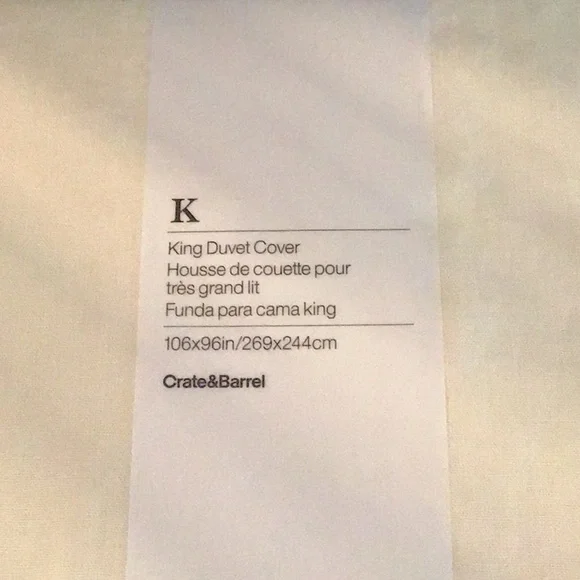 K
King Duvet Cover
Housse de couette pour
très grand lit
Funda para cama king
106x96in/269x244cm
Crate&Barrel